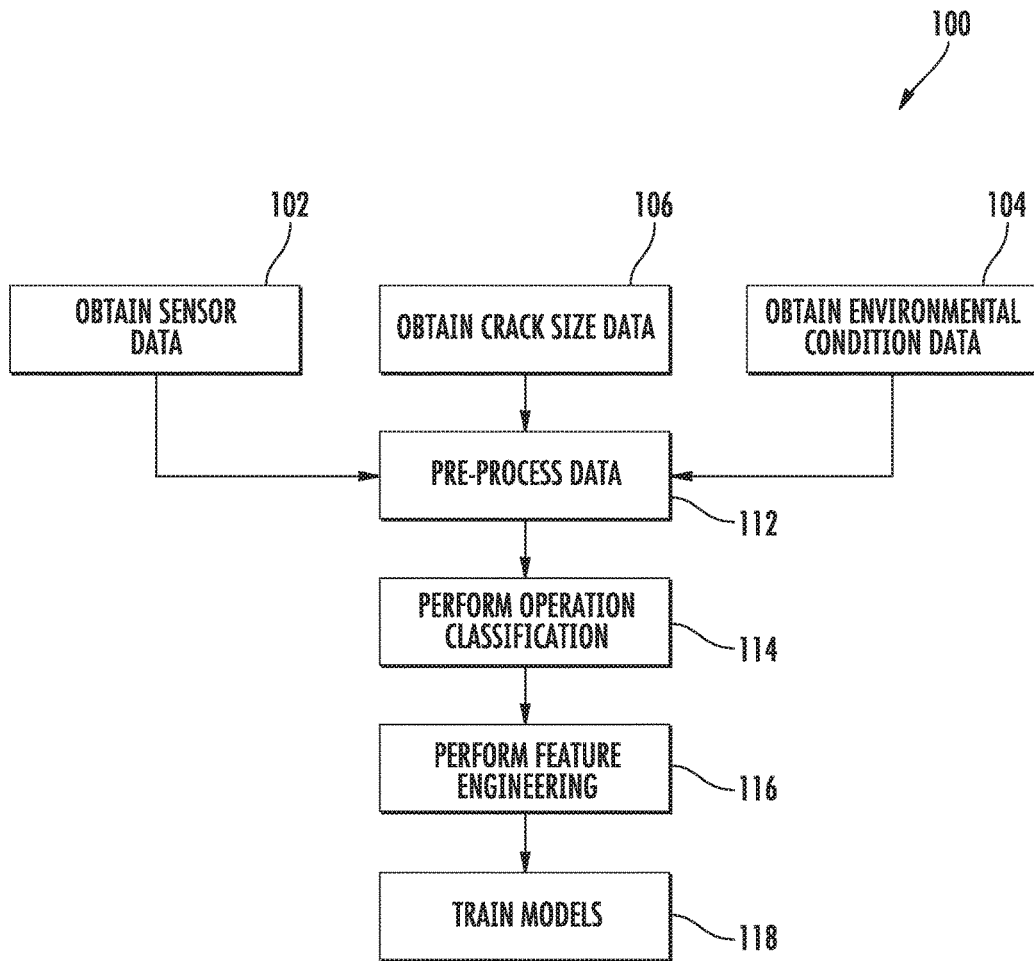 100
102
106
104
OBTAIN SENSOR
DATA
OBTAIN CRACK SIZE DATA
OBTAIN ENVIRONMENTAL
CONDITION DATA
PRE-PROCESS DATA
112
PERFORM OPERATION
CLASSIFICATION
114
PERFORM FEATURE
ENGINEERING
116
TRAIN MODELS
118